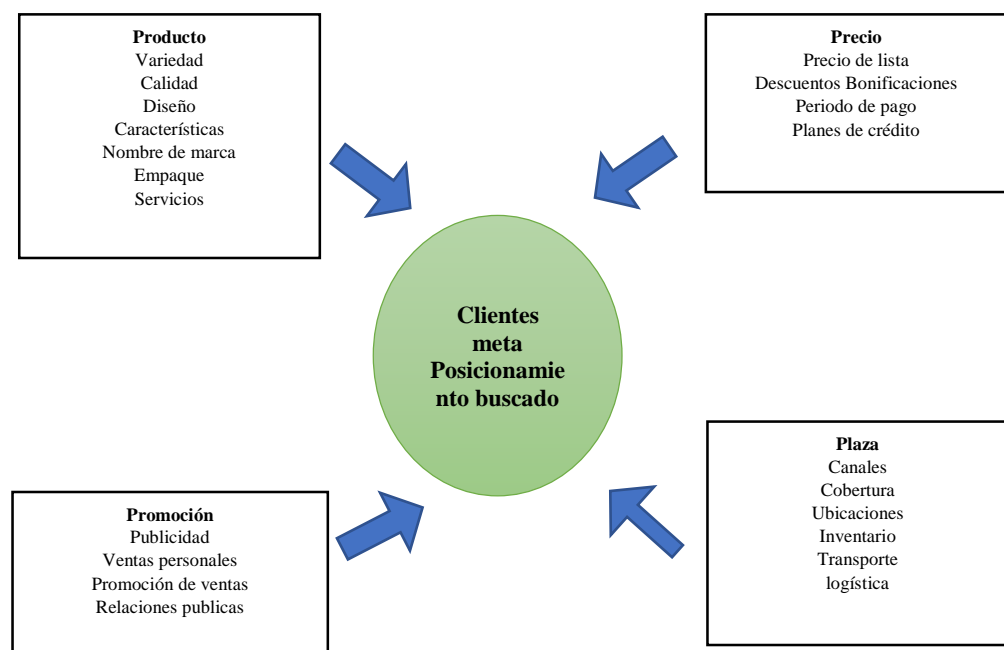 Producto
Variedad
Calidad
Diseño
Características
Nombre de marca
Empaque
Servicios
Precio
Precio de lista
Descuentos Bonificaciones
Periodo de pago
Planes de crédito
Clientes
meta
Posicionamie
nto buscado
Promoción
Publicidad
Ventas personales
Promoción de ventas
Relaciones publicas
Plaza
Canales
Cobertura
Ubicaciones
Inventario
Transporte
logística